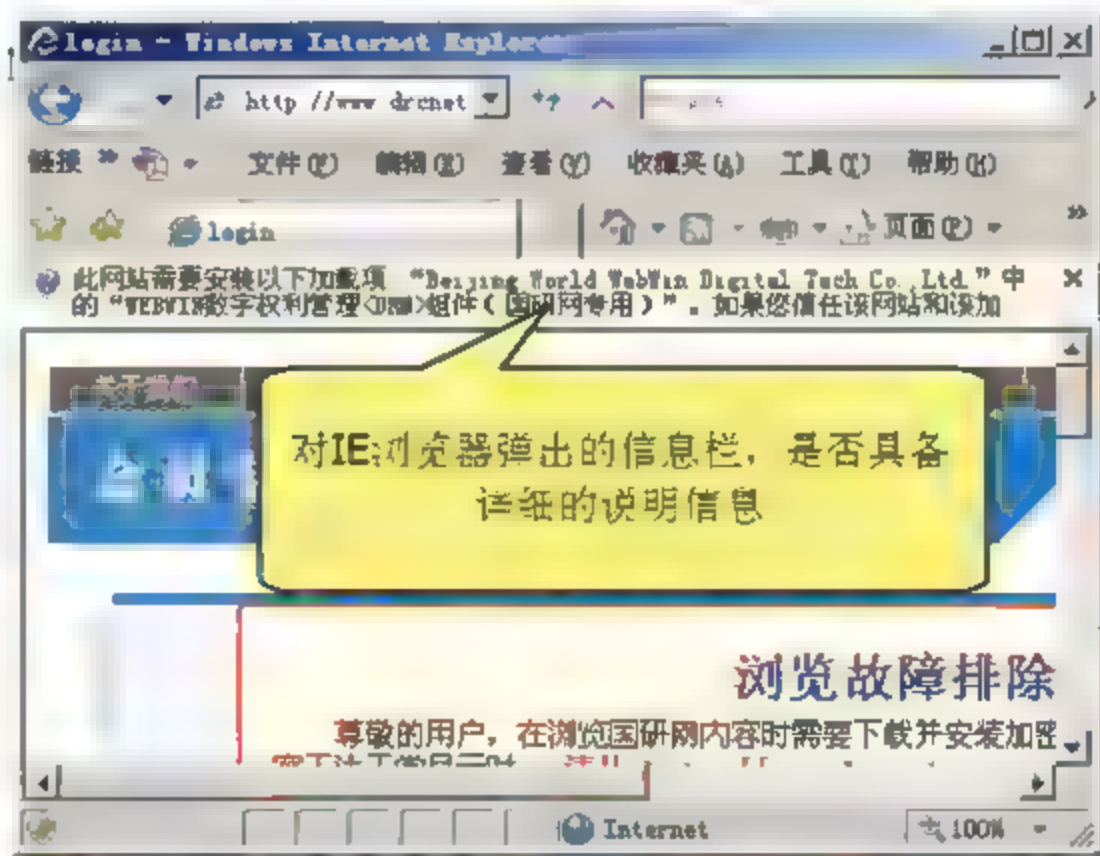 login - Windows Internet Explorer
http //www drcnet
链接 » 文件(F) 编辑(E) 查看(V) 收藏夹(A) 工具(T) 帮助(H)
login 页面(P) »
此网站需要安装以下加载项 “Beijing World WebWin Digital Tech Co.,Ltd.”中
的“WEBWIN数字权利管理<DRM>组件(国研网专用)”。如果您信任该网站和该加
关于我们
对IE浏览器弹出的信息栏，是否具备
详细的说明信息
浏览故障排除
尊敬的用户，在浏览国研网内容时需要下载并安装加密
Internet 100%